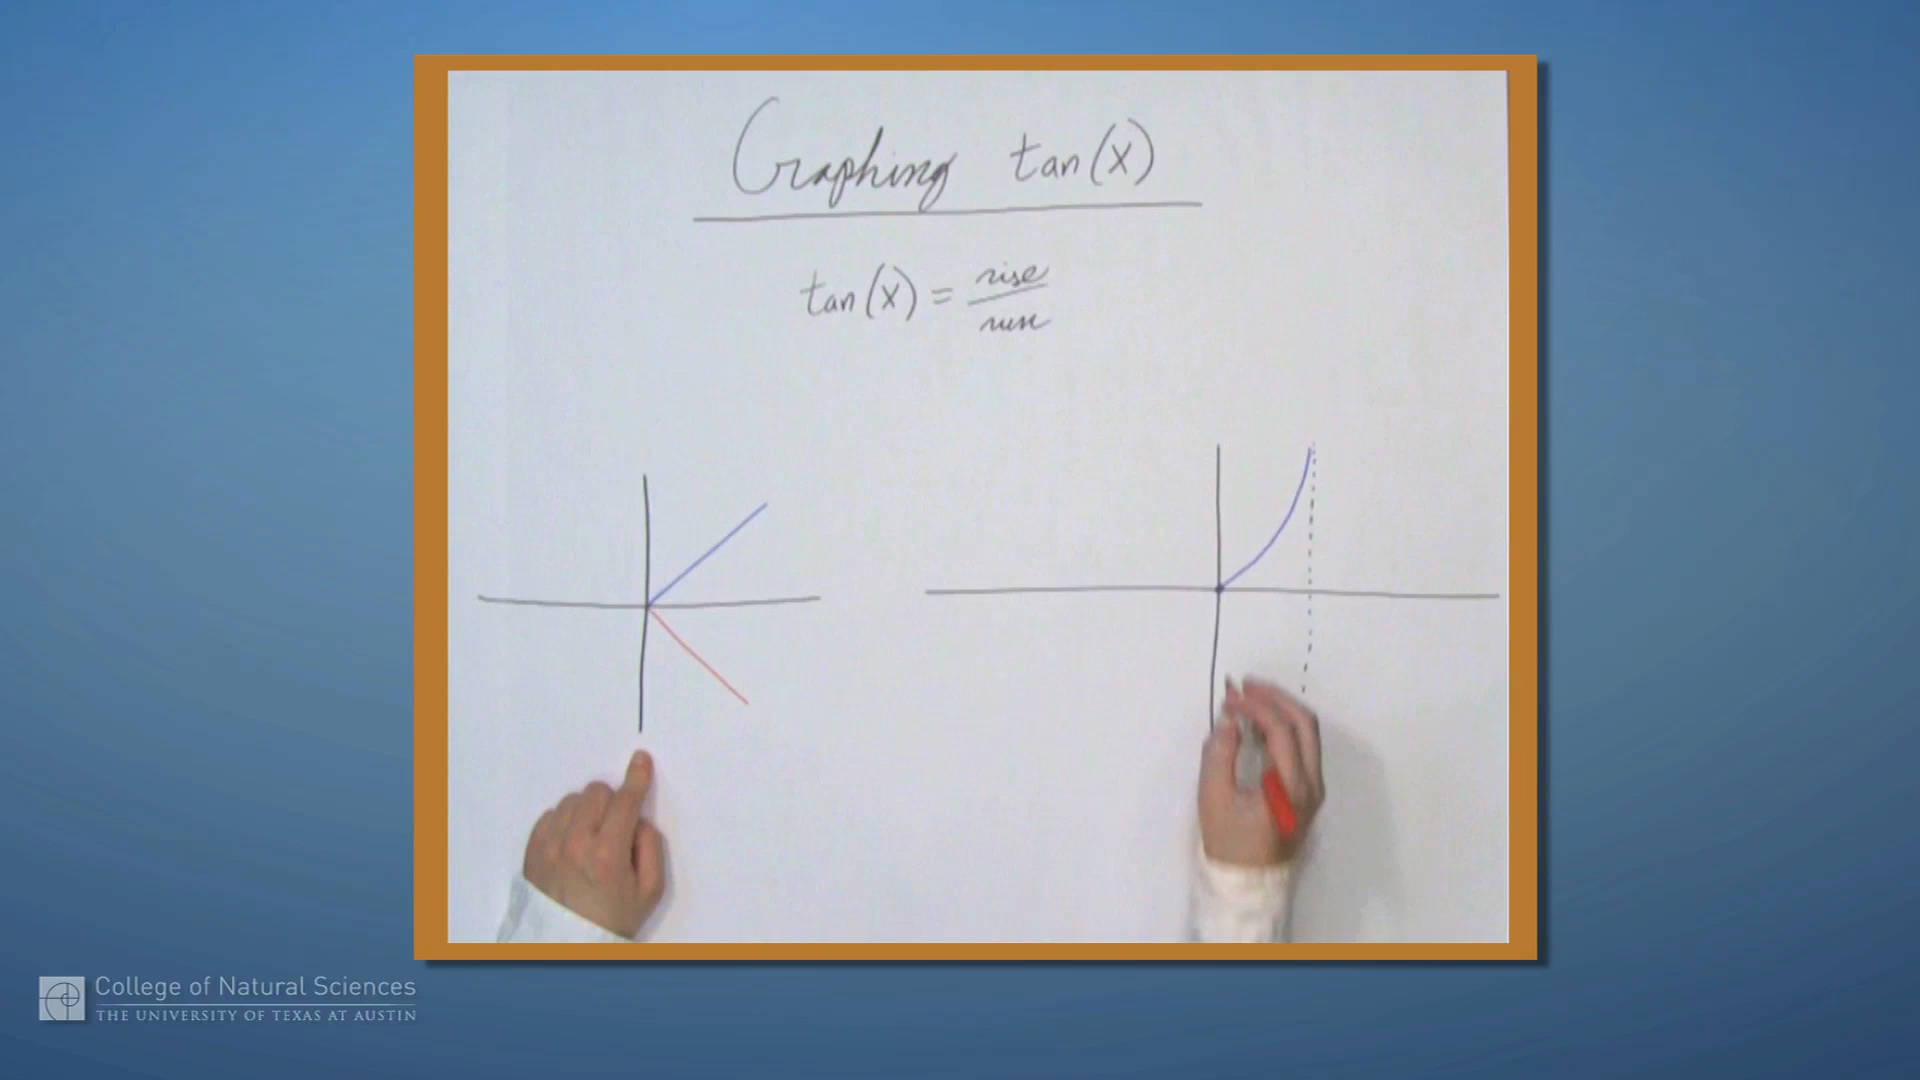 Graphing tan(x)
tan(x) = rise/run
College of Natural Sciences
THE UNIVERSITY OF TEXAS AT AUSTIN